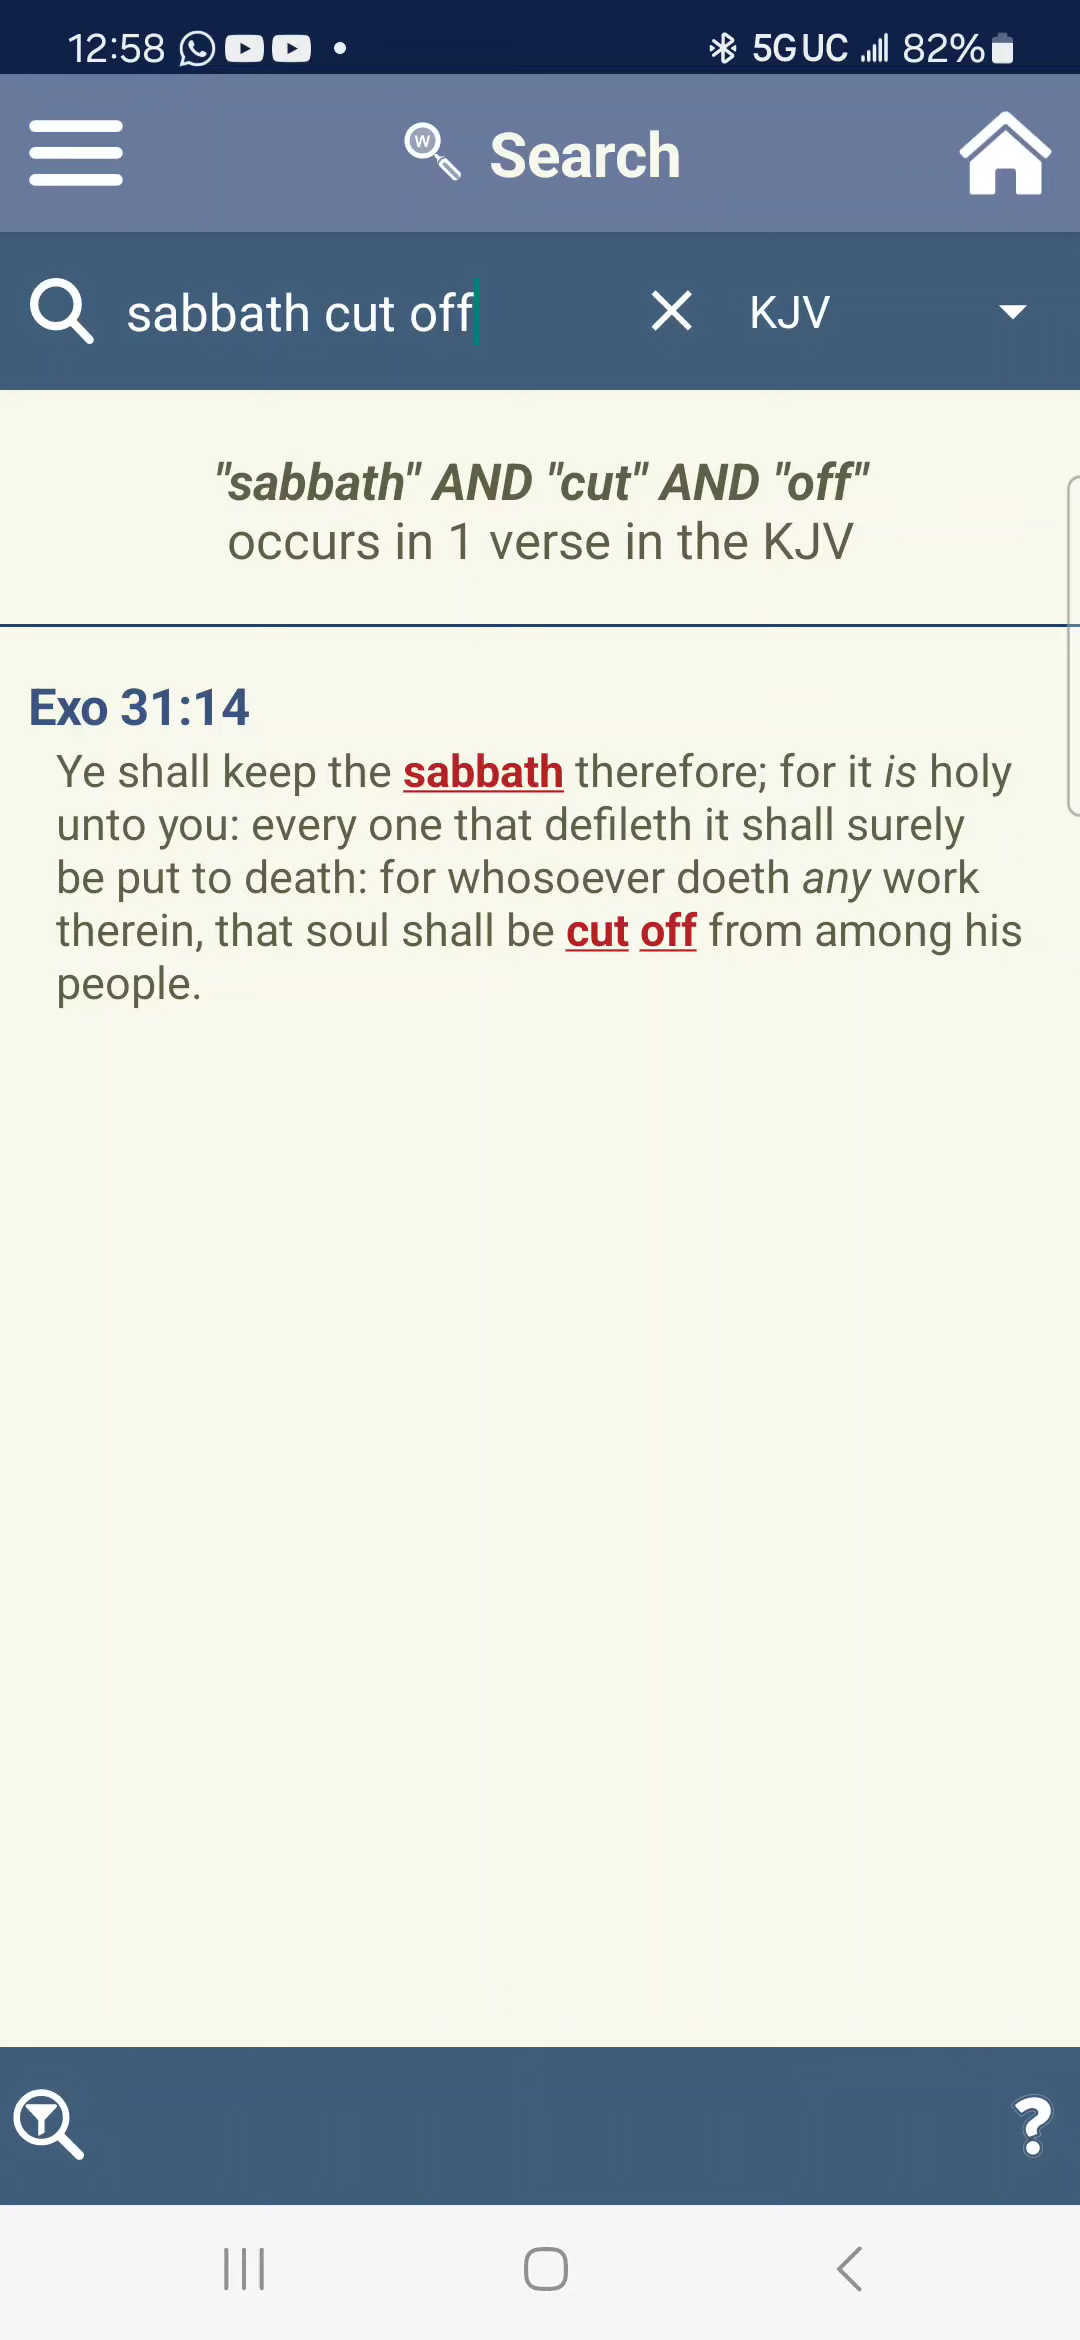 12:58
5G UC 82%
W Search
sabbath cut off KJV
"sabbath" AND "cut" AND "off"
occurs in 1 verse in the KJV
Exo 31:14
Ye shall keep the sabbath therefore; for it is holy
unto you: every one that defileth it shall surely
be put to death: for whosoever doeth any work
therein, that soul shall be cut off from among his
people.
?